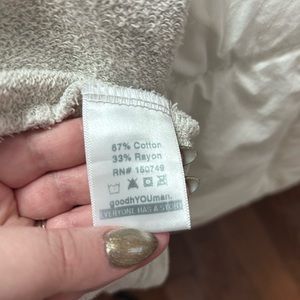 67% Cotton
33% Rayon
RN# 150749
goodhYOUman.
EVERYONE HAS A STORY